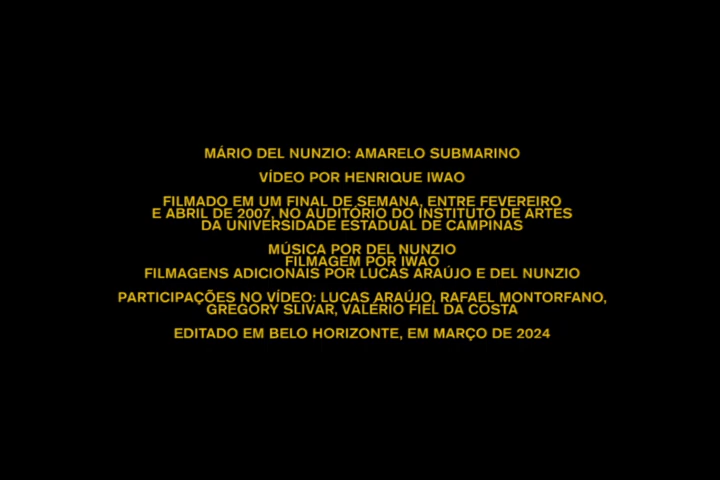 MÁRIO DEL NUNZIO: AMARELO SUBMARINO
VÍDEO POR HENRIQUE IWAO
FILMADO EM UM FINAL DE SEMANA, ENTRE FEVEREIRO
E ABRIL DE 2007, NO AUDITÓRIO DO INSTITUTO DE ARTES
DA UNIVERSIDADE ESTADUAL DE CAMPINAS
MÚSICA POR DEL NUNZIO
FILMAGEM POR IWAO
FILMAGENS ADICIONAIS POR LUCAS ARAÚJO E DEL NUNZIO
PARTICIPAÇÕES NO VÍDEO: LUCAS ARAÚJO, RAFAEL MONTORFANO,
GREGORY SLIVAR, VALÉRIO FIEL DA COSTA
EDITADO EM BELO HORIZONTE, EM MARÇO DE 2024